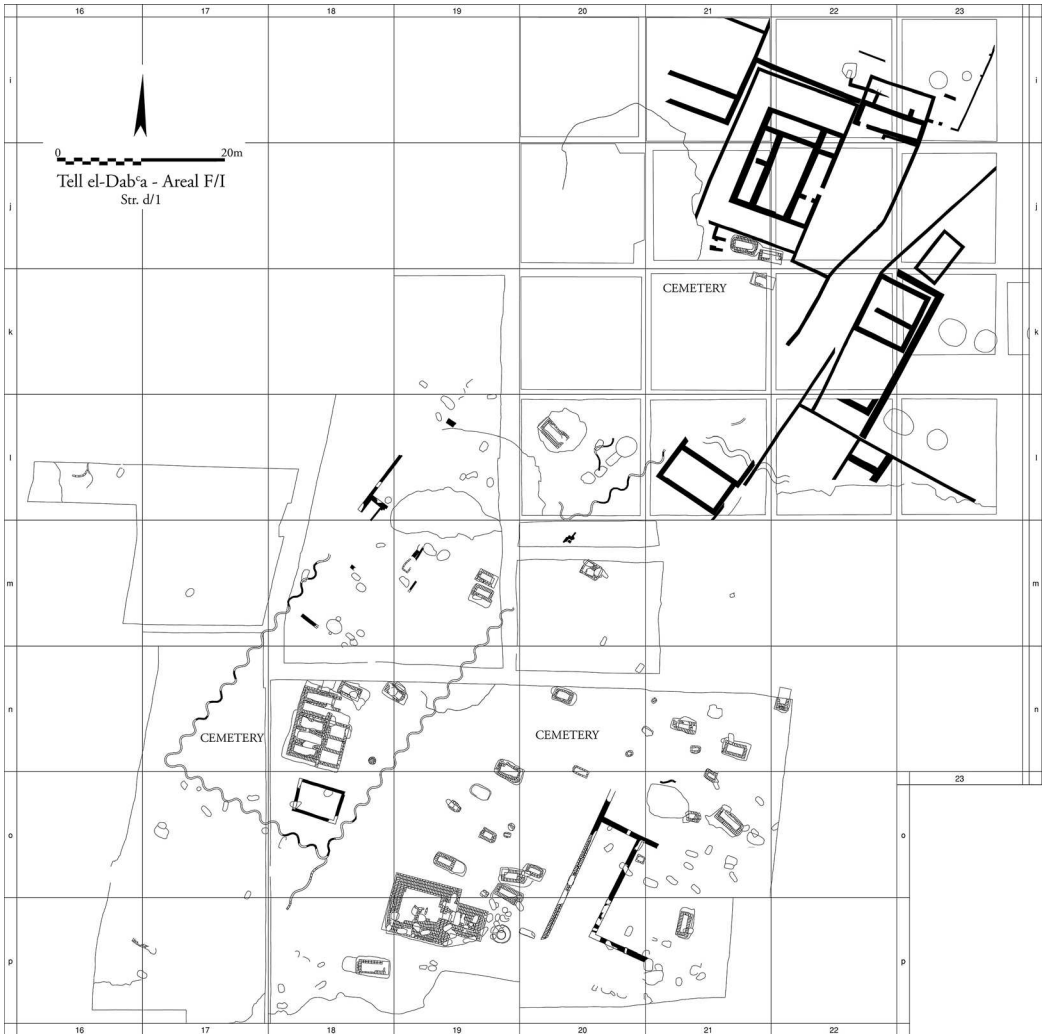 16 17 18 19 20 21 22 23
i i
0 20m
Tell el-Dabᶜa - Areal F/I
Str. d/1
j j
CEMETERY
k k
l l
m m
n n
CEMETERY CEMETERY
23
o o
p p
16 17 18 19 20 21 22